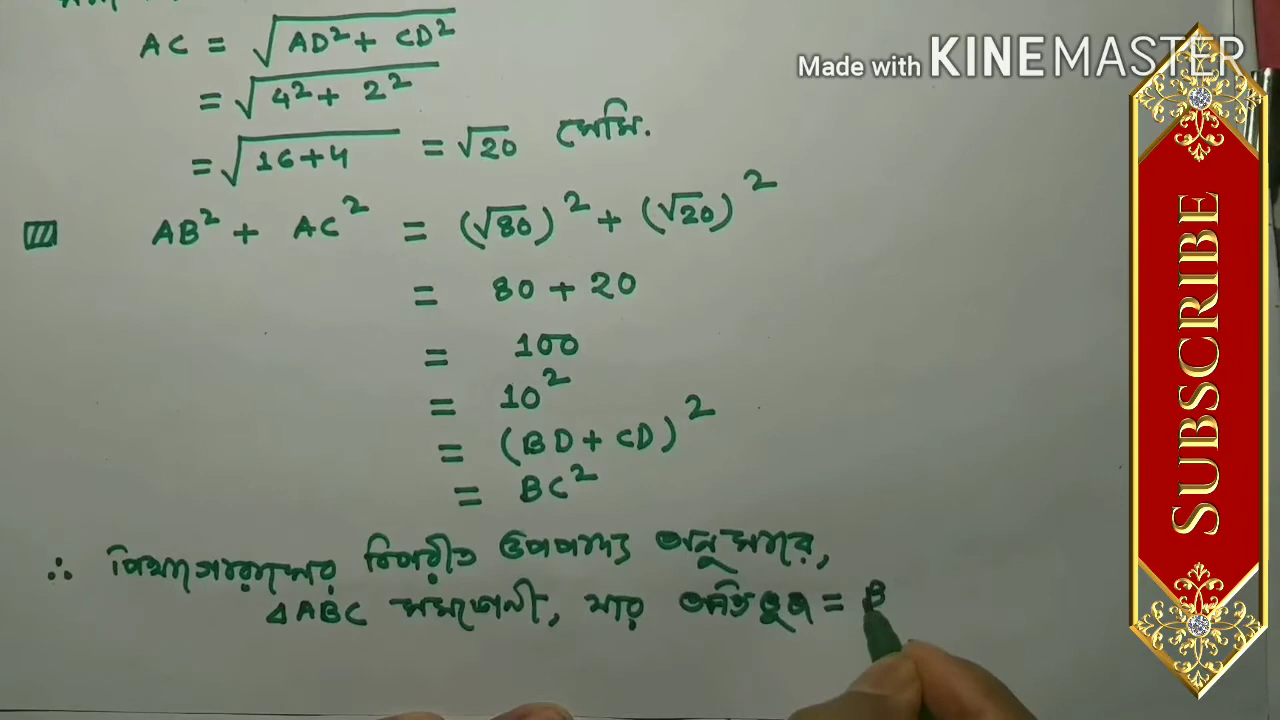 AC = √AD² + CD²
= √4² + 2²
= √16+4 = √20 সেমি.
AB² + AC² = (√80)² + (√20)²
= 80 + 20
= 100
= 10²
= (BD + CD)²
= BC²
∴ পিথাগোরাসের বিপরীত উপপাদ্য অনুসারে,
△ABC সমকোণী, যার অতিভুজ = B
Made with KINEMASTER
SUBSCRIBE